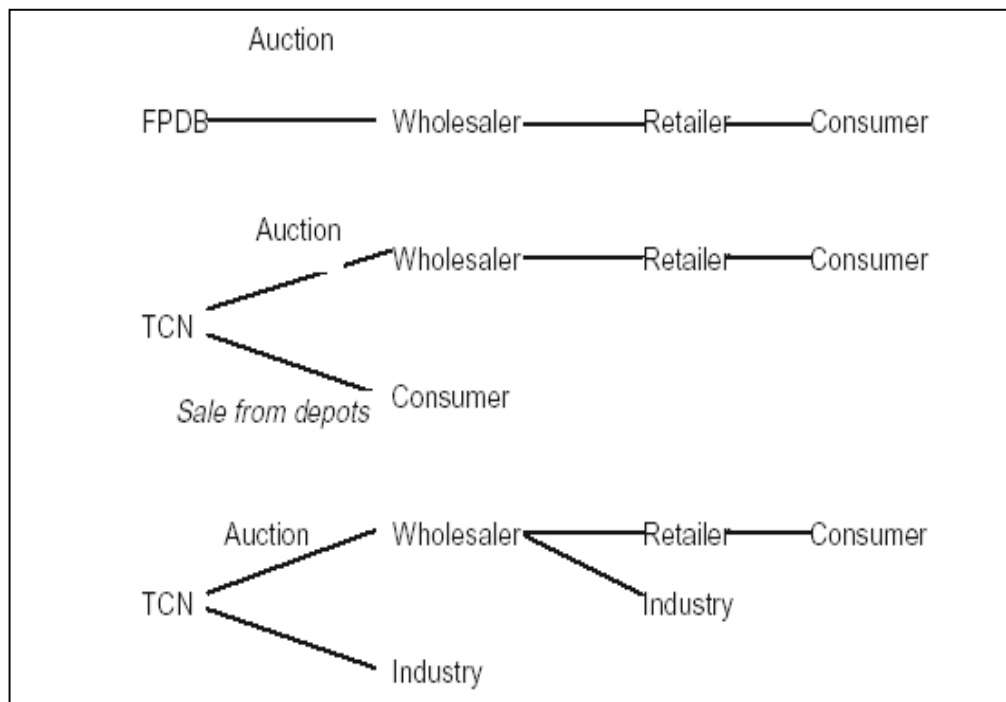 Auction
FPDB Wholesaler Retailer Consumer
Auction
Wholesaler Retailer Consumer
TCN
Sale from depots Consumer
Auction Wholesaler Retailer Consumer
TCN Industry
Industry